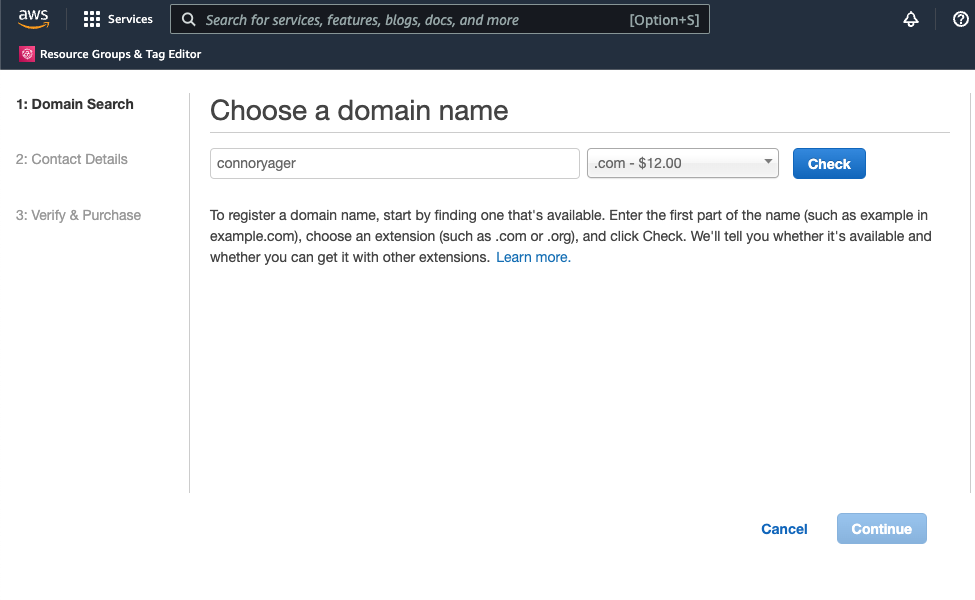 aws
Services
Search for services, features, blogs, docs, and more
[Option+S]
Resource Groups & Tag Editor
1: Domain Search
2: Contact Details
3: Verify & Purchase
Choose a domain name
connoryager
.com - $12.00
Check
To register a domain name, start by finding one that's available. Enter the first part of the name (such as example in
example.com), choose an extension (such as .com or .org), and click Check. We'll tell you whether it's available and
whether you can get it with other extensions. Learn more.
Cancel
Continue